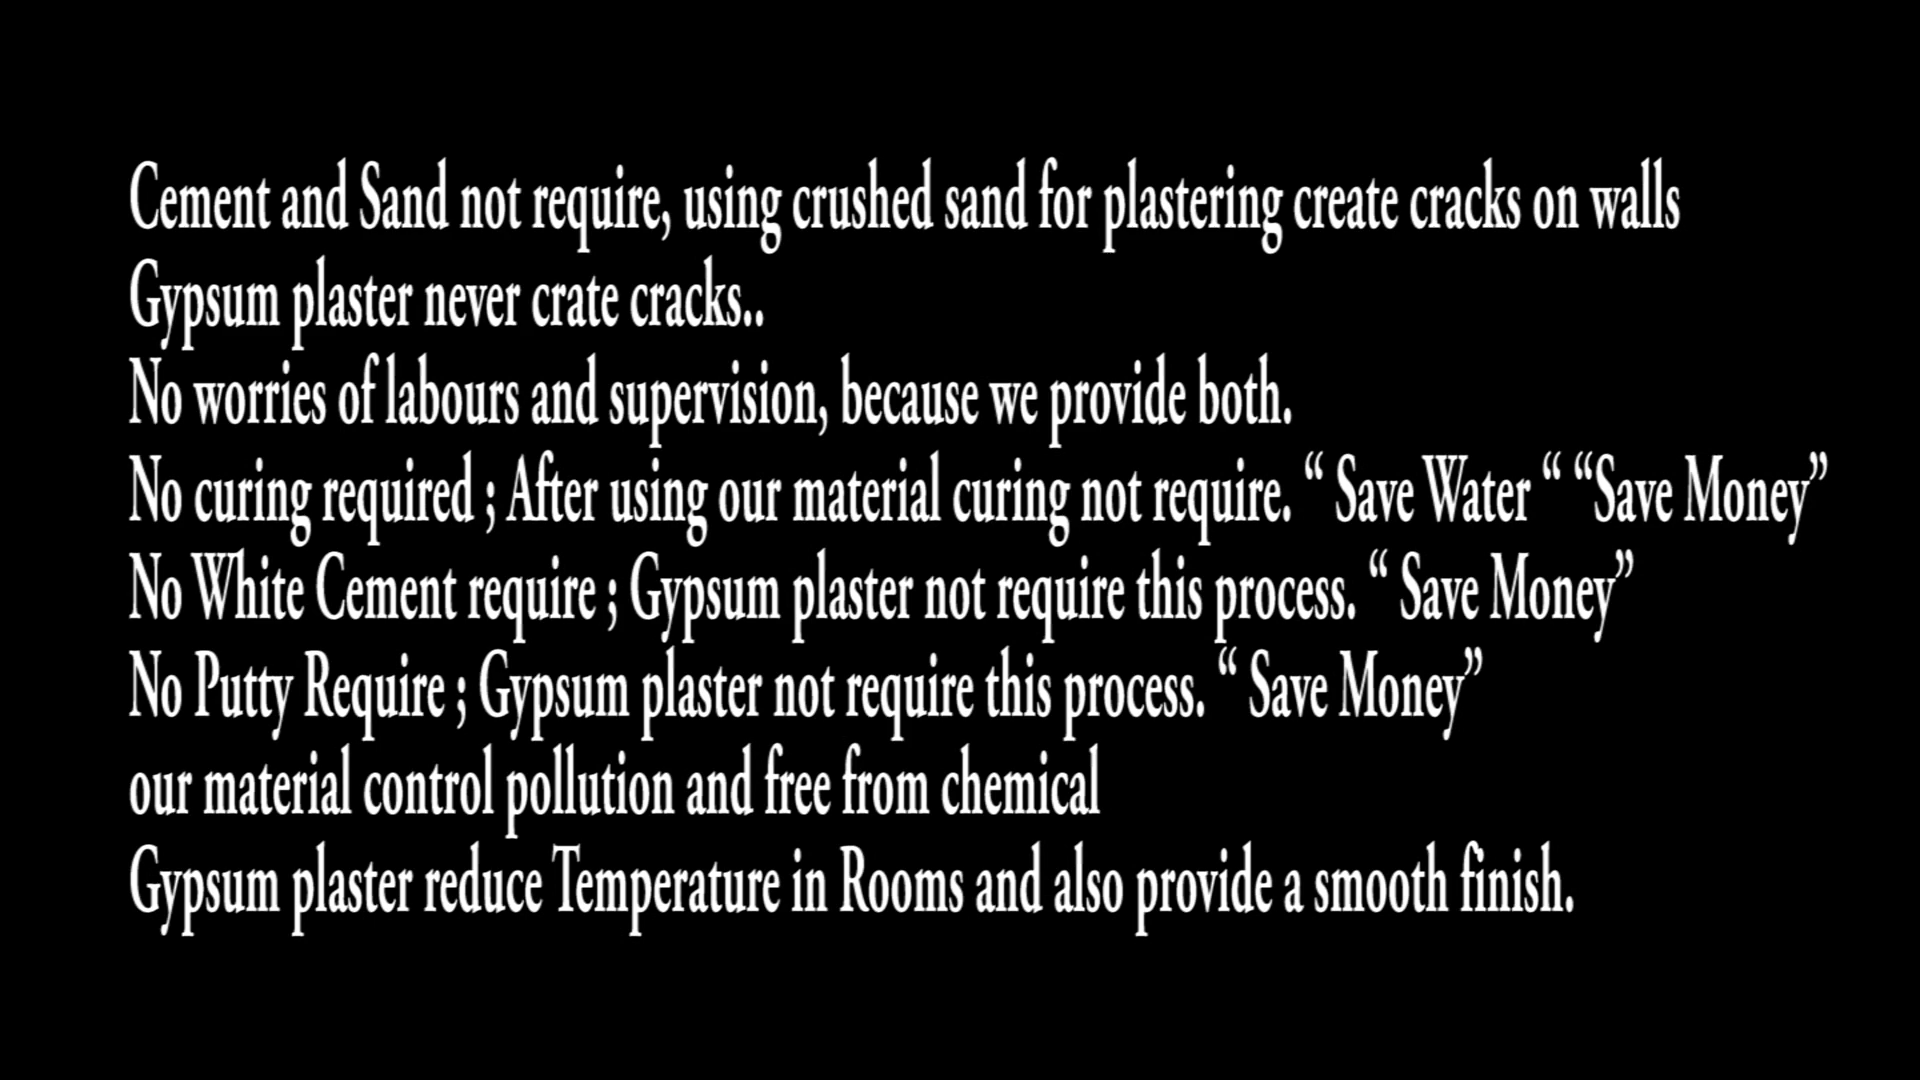 Cement and Sand not require, using crushed sand for plastering create cracks on walls
Gypsum plaster never crate cracks..
No worries of labours and supervision, because we provide both.
No curing required ; After using our material curing not require. “ Save Water “ “Save Money”
No White Cement require ; Gypsum plaster not require this process. “ Save Money”
No Putty Require ; Gypsum plaster not require this process. “ Save Money”
our material control pollution and free from chemical
Gypsum plaster reduce Temperature in Rooms and also provide a smooth finish.